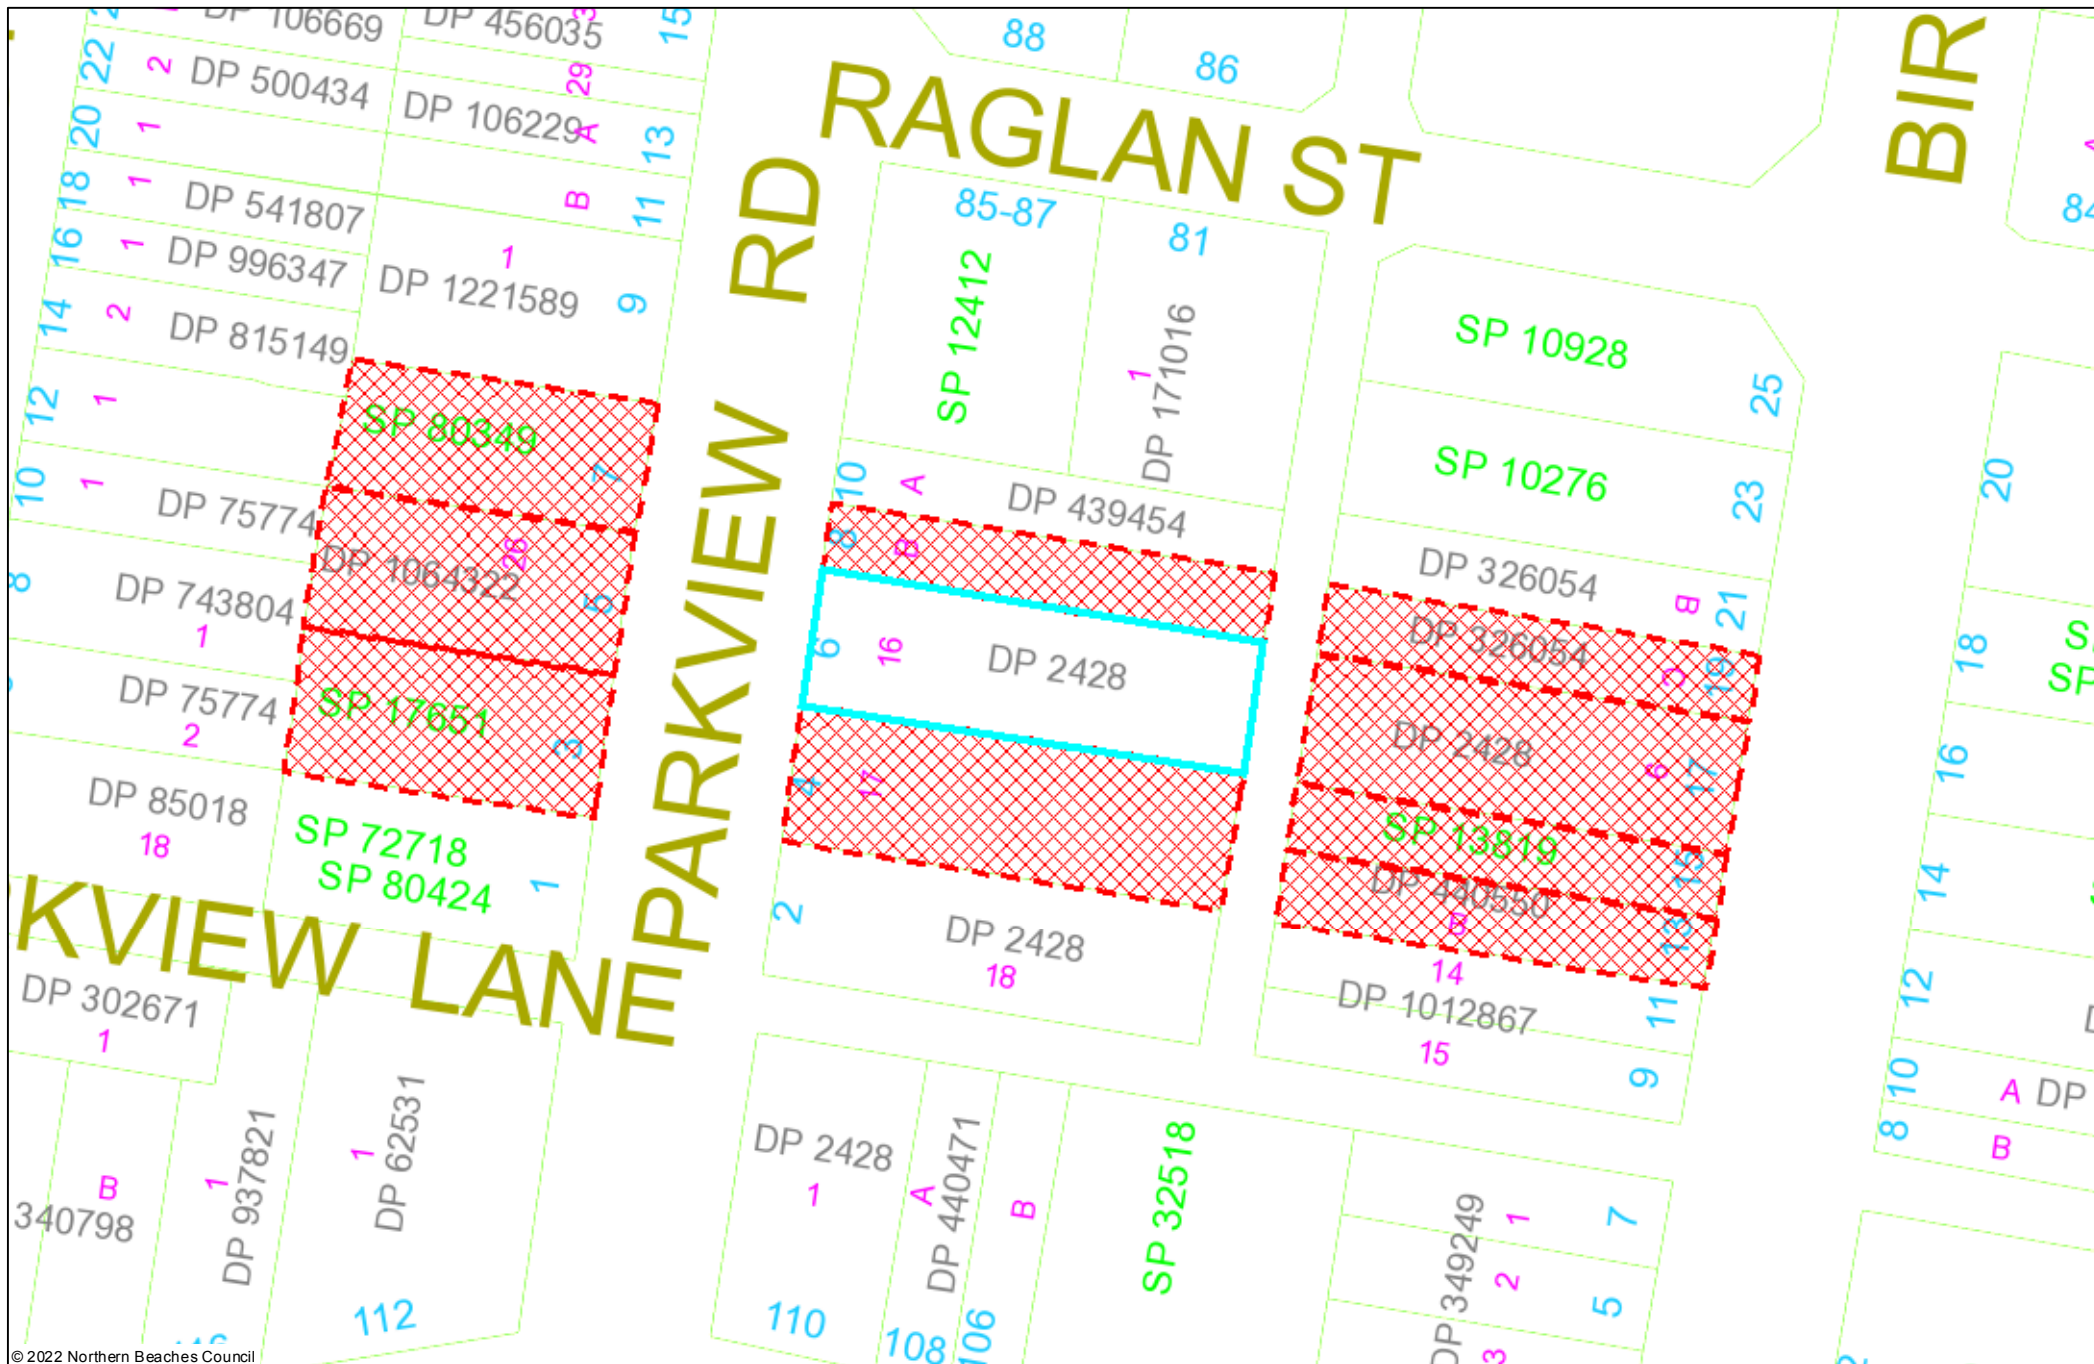 DP 106669
DP 456035
15
88
86
BIR
22
2
DP 500434
29
RAGLAN ST
20
1
DP 106229
A
13
18
1
DP 541807
B
11
RD
85-87
81
84
16
1
DP 996347
1
DP 1221589
9
SP 12412
1
DP 171016
14
2
DP 815149
SP 10928
25
12
1
SP 80349
7
PARKVIEW
SP 10276
23
20
10
1
DP 75774
10
A
DP 439454
8
B
DP 1064322
26
5
DP 326054
B
21
8
DP 743804
1
6
16
DP 2428
DP 326054
C
19
18
SP
DP 75774
2
SP 17651
3
DP 2428
6
17
16
4
17
DP 85018
18
SP 72718
SP 80424
1
SP 13819
15
14
DP 440550
B
13
2
DP 2428
18
KVIEW LANE
14
DP 1012867
11
15
9
12
DP 302671
1
10
A
DP
8
B
B
340798
1
DP 937821
1
DP 62531
112
DP 2428
1
110
A
DP 440471
108
B
106
SP 32518
DP 349249
1
7
2
5
3
© 2022 Northern Beaches Council